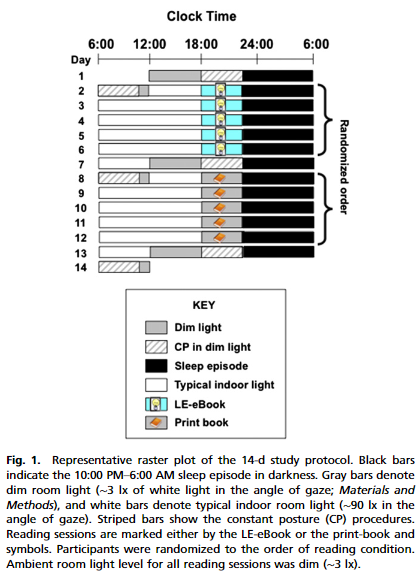 Clock Time
6:00 12:00 18:00 24:00 6:00
Day
1
2
3
4
5
6
7
8
9
10
11
12
13
14
Randomized order
KEY
Dim light
CP in dim light
Sleep episode
Typical indoor light
LE-eBook
Print book
Fig. 1. Representative raster plot of the 14-d study protocol. Black bars
indicate the 10:00 PM–6:00 AM sleep episode in darkness. Gray bars denote
dim room light (~3 lx of white light in the angle of gaze; Materials and
Methods), and white bars denote typical indoor room light (~90 lx in the
angle of gaze). Striped bars show the constant posture (CP) procedures.
Reading sessions are marked either by the LE-eBook or the print-book and
symbols. Participants were randomized to the order of reading condition.
Ambient room light level for all reading sessions was dim (~3 lx).